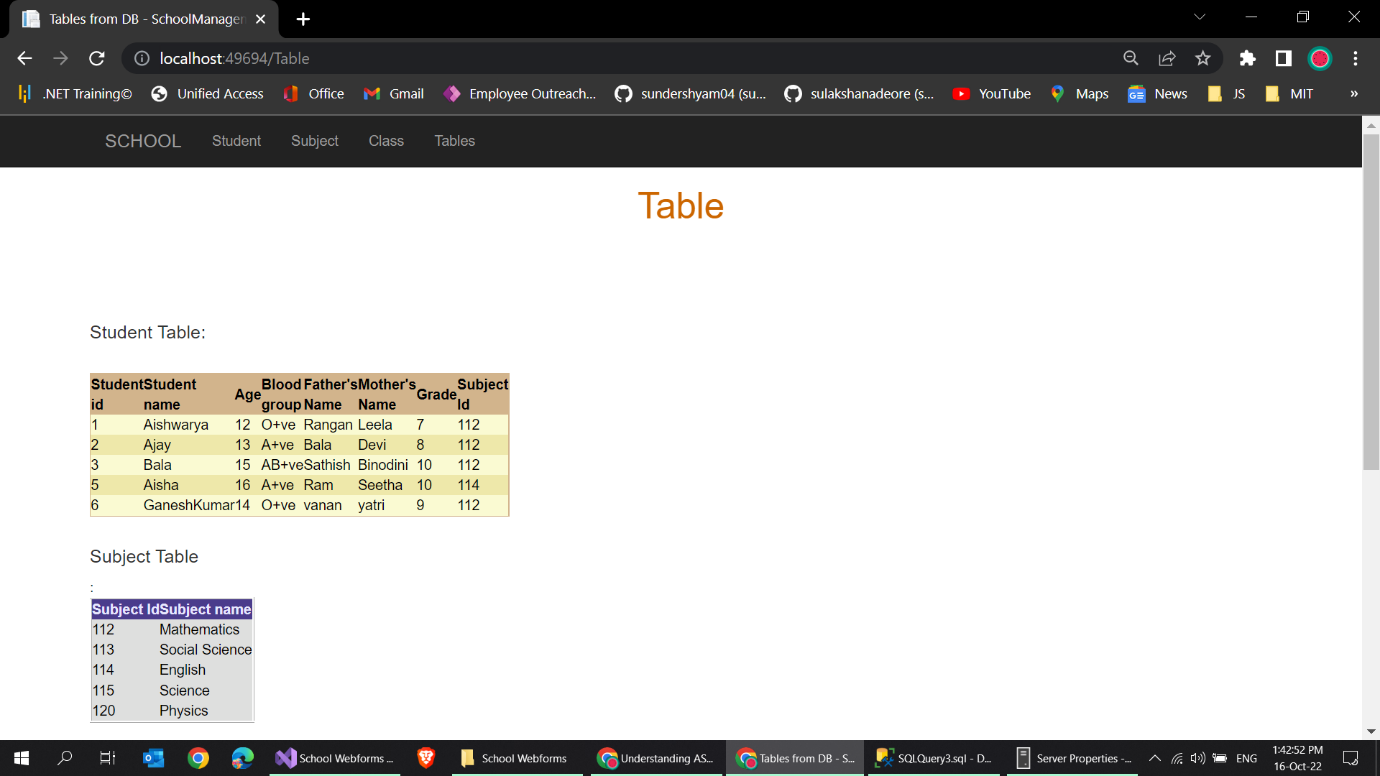 Tables from DB - SchoolManagen
localhost:49694/Table
.NET Training© Unified Access Office Gmail Employee Outreach... sundershyam04 (su... sulakshanadeore (s... YouTube Maps News JS MIT »
SCHOOL Student Subject Class Tables
Table
Student Table:
Student id Student name Age Blood group Father's Name Mother's Name Grade Subject Id
1 Aishwarya 12 O+ve Rangan Leela 7 112
2 Ajay 13 A+ve Bala Devi 8 112
3 Bala 15 AB+ve Sathish Binodini 10 112
5 Aisha 16 A+ve Ram Seetha 10 114
6 GaneshKumar 14 O+ve vanan yatri 9 112
Subject Table
:
Subject Id Subject name
112 Mathematics
113 Social Science
114 English
115 Science
120 Physics
School Webforms ... School Webforms Understanding AS... Tables from DB - S... SQLQuery3.sql - D... Server Properties -... ENG 1:42:52 PM
16-Oct-22